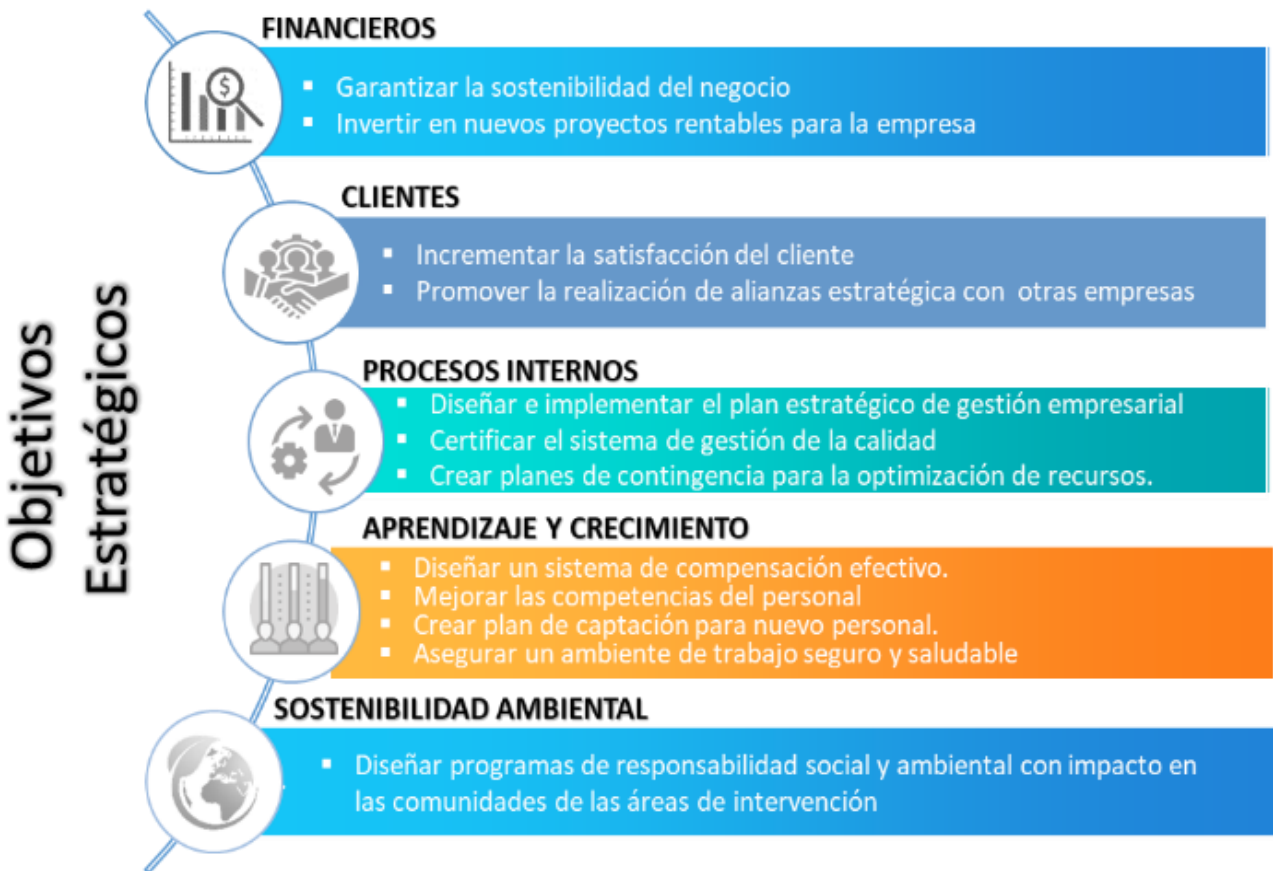 Objetivos
Estratégicos
FINANCIEROS
▪ Garantizar la sostenibilidad del negocio
▪ Invertir en nuevos proyectos rentables para la empresa
CLIENTES
▪ Incrementar la satisfacción del cliente
▪ Promover la realización de alianzas estratégica con otras empresas
PROCESOS INTERNOS
▪ Diseñar e implementar el plan estratégico de gestión empresarial
▪ Certificar el sistema de gestión de la calidad
▪ Crear planes de contingencia para la optimización de recursos.
APRENDIZAJE Y CRECIMIENTO
▪ Diseñar un sistema de compensación efectivo.
▪ Mejorar las competencias del personal
▪ Crear plan de captación para nuevo personal.
▪ Asegurar un ambiente de trabajo seguro y saludable
SOSTENIBILIDAD AMBIENTAL
▪ Diseñar programas de responsabilidad social y ambiental con impacto en
las comunidades de las áreas de intervención